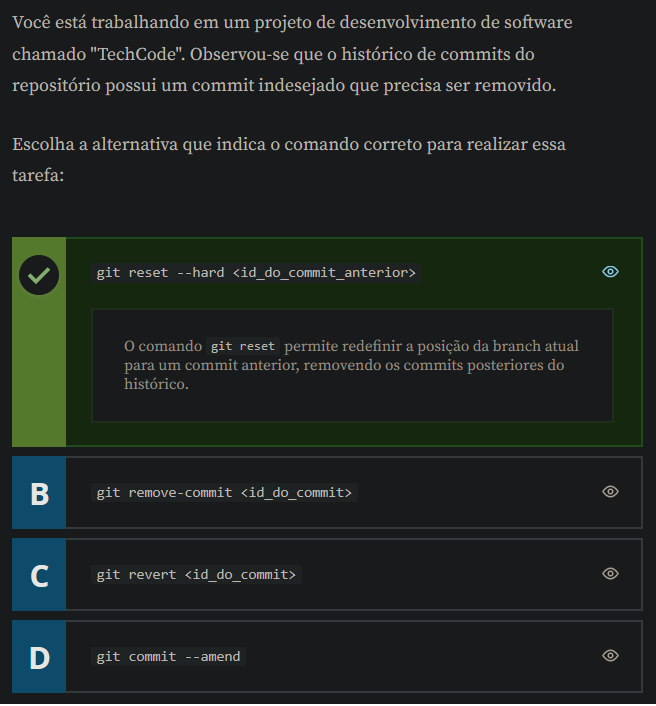 Você está trabalhando em um projeto de desenvolvimento de software
chamado "TechCode". Observou-se que o histórico de commits do
repositório possui um commit indesejado que precisa ser removido.
Escolha a alternativa que indica o comando correto para realizar essa
tarefa:
git reset --hard <id_do_commit_anterior>
O comando git reset permite redefinir a posição da branch atual
para um commit anterior, removendo os commits posteriores do
histórico.
B git remove-commit <id_do_commit>
C git revert <id_do_commit>
D git commit --amend